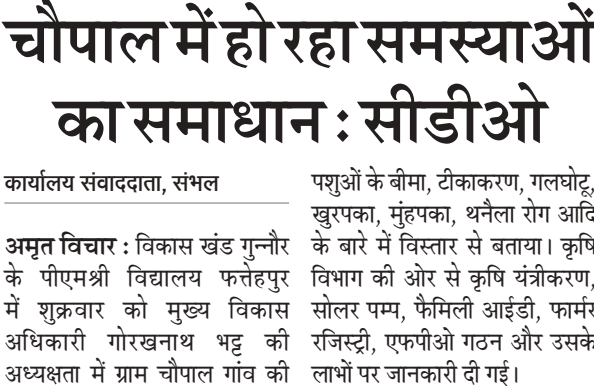 चौपाल में हो रहा समस्याओं
का समाधान : सीडीओ
कार्यालय संवाददाता, संभल
अमृत विचार : विकास खंड गुन्नौर
के पीएमश्री विद्यालय फत्तेहपुर
में शुक्रवार को मुख्य विकास
अधिकारी गोरखनाथ भट्ट की
अध्यक्षता में ग्राम चौपाल गांव की
पशुओं के बीमा, टीकाकरण, गलघोटू,
खुरपका, मुंहपका, थनैला रोग आदि
के बारे में विस्तार से बताया। कृषि
विभाग की ओर से कृषि यंत्रीकरण,
सोलर पम्प, फैमिली आईडी, फार्मर
रजिस्ट्री, एफपीओ गठन और उसके
लाभों पर जानकारी दी गई।